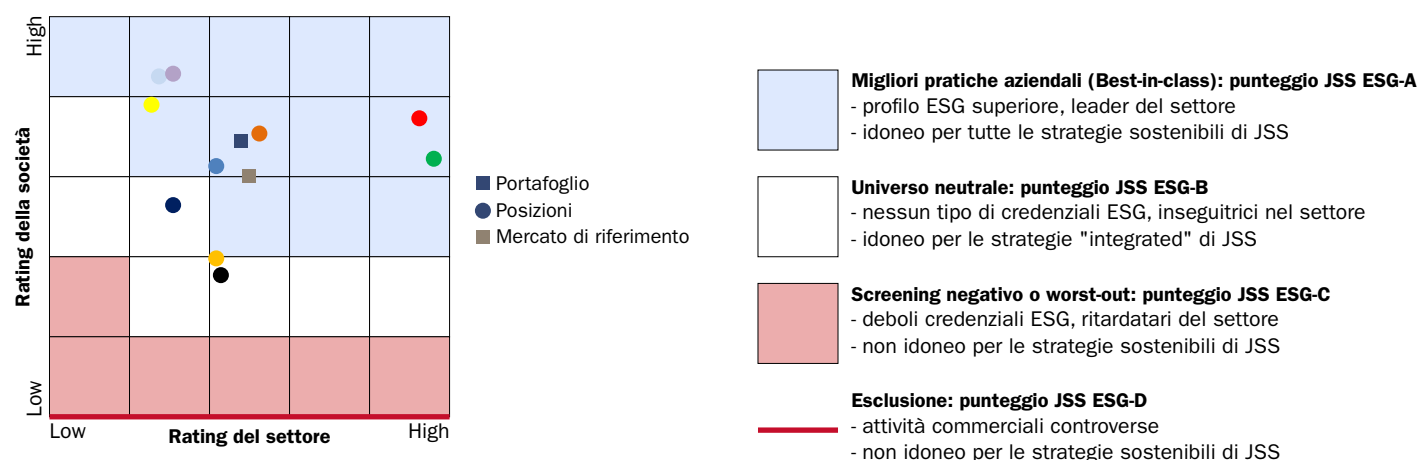 High
Rating della società
Low
Low
Rating del settore
High
Portafoglio
Posizioni
Mercato di riferimento
Migliori pratiche aziendali (Best-in-class): punteggio JSS ESG-A
- profilo ESG superiore, leader del settore
- idoneo per tutte le strategie sostenibili di JSS
Universo neutrale: punteggio JSS ESG-B
- nessun tipo di credenziali ESG, inseguitrici nel settore
- idoneo per le strategie "integrated" di JSS
Screening negativo o worst-out: punteggio JSS ESG-C
- deboli credenziali ESG, ritardatari del settore
- non idoneo per le strategie sostenibili di JSS
Esclusione: punteggio JSS ESG-D
- attività commerciali controverse
- non idoneo per le strategie sostenibili di JSS